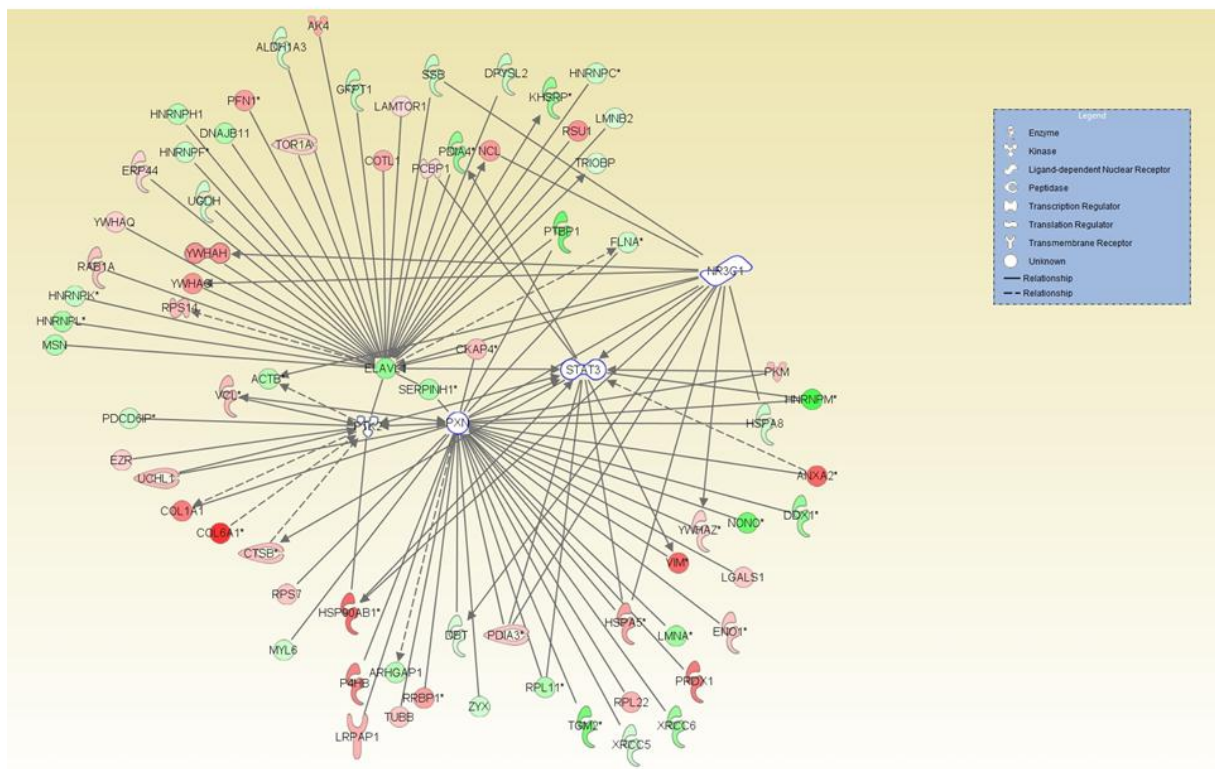 AK4
ALDH1A3
SSB
DPYSL2
HNRNPC*
GFPT1
KHSRP*
PFN1*
LAMTOR1
HNRNPH1
LMNB2
DNAJB11
RSU1
TOR1A
PDIA4*
NCL
HNRNPF*
COTL1
PCBP1
TRIOBP
ERP44
UGDH
YWHAQ
PTBP1
FLNA*
YWHAH
RAB1A
NR3C1
YWHAG
HNRNPK*
RPS14
HNRNPL*
MSN
CKAP4*
STAT3
PKM
ACTB*
SERPINH1*
VCL*
HNRNPM*
PDCD6IP*
PXN
HSPA8
EZR
UCHL1
ANXA2*
COL1A1
DDX1*
NONO*
COL6A1*
YWHAZ*
CTSB*
VIM*
LGALS1
RPS7
HSP90AB1*
HSPA5*
DBT
PDIA3*
LMNA*
ENO1*
MYL6
ARHGAP1
P4HB
PRDX1
RPL11*
RRBP1*
RPL22
ZYX
TUBB
TGM2*
XRCC6
LRPAP1
XRCC5
Legend
Enzyme
Kinase
Ligand-dependent Nuclear Receptor
Peptidase
Transcription Regulator
Translation Regulator
Transmembrane Receptor
Unknown
Relationship
Relationship